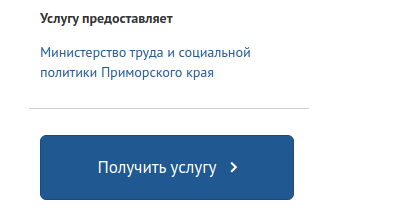 Услугу предоставляет
Министерство труда и социальной
политики Приморского края
Получить услугу